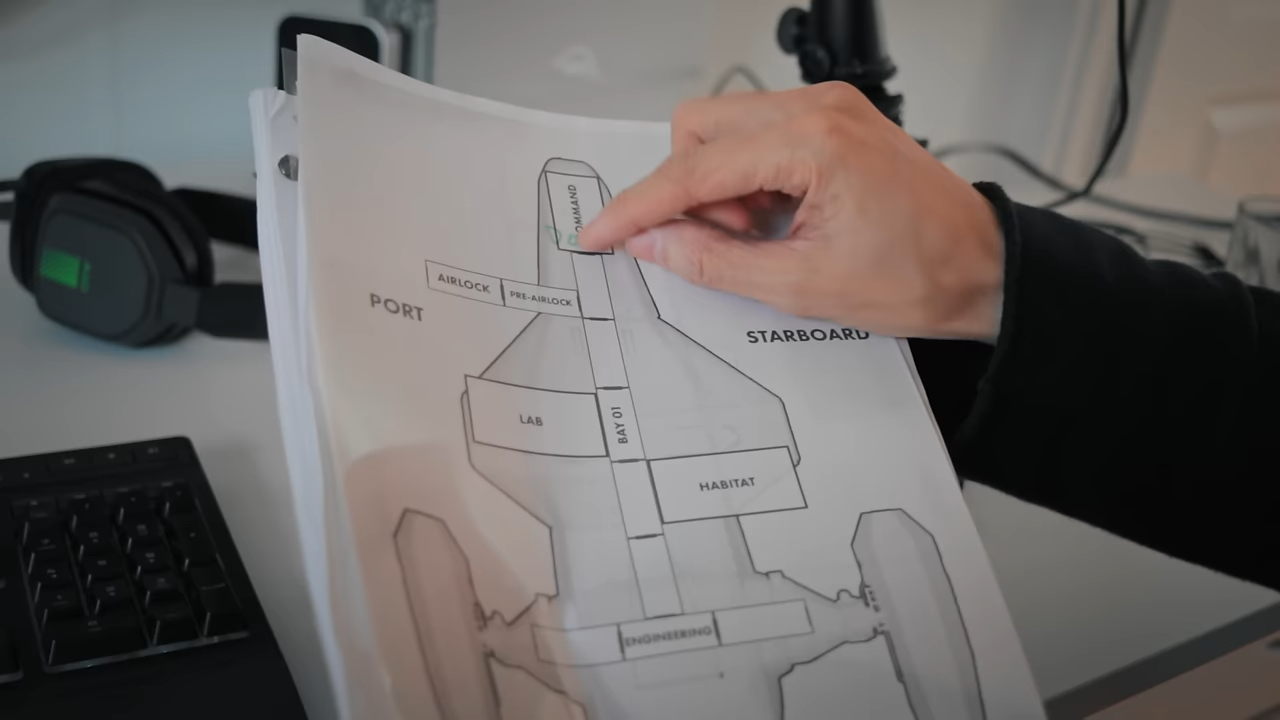 COMMAND
AIRLOCK
PRE-AIRLOCK
PORT
STARBOARD
LAB
BAY 01
HABITAT
ENGINEERING